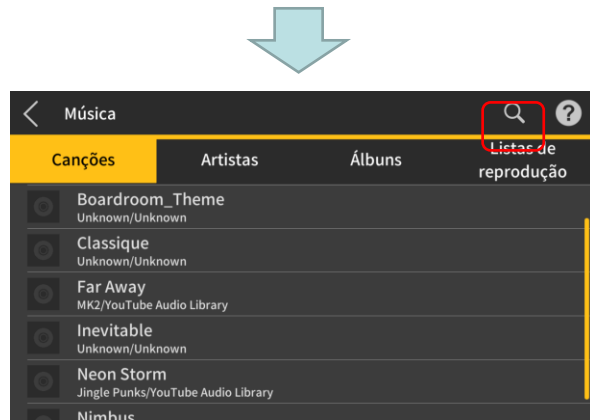 Música
?
Canções
Artistas
Álbuns
Listas de
reprodução
Boardroom_Theme
Unknown/Unknown
Classique
Unknown/Unknown
Far Away
MK2/YouTube Audio Library
Inevitable
Unknown/Unknown
Neon Storm
Jingle Punks/YouTube Audio Library
Nimbus